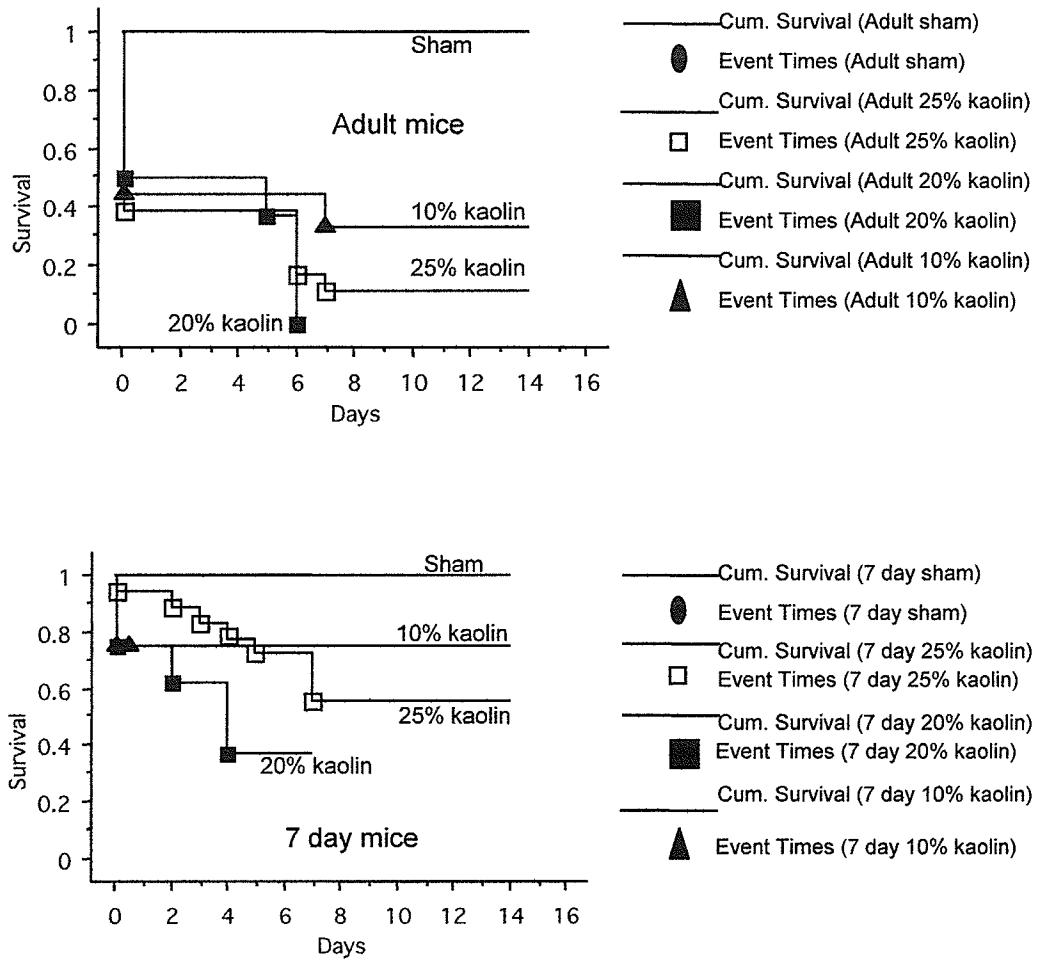 1
0.8
0.6
0.4
0.2
0
Survival
Sham
Adult mice
10% kaolin
25% kaolin
20% kaolin
0 2 4 6 8 10 12 14 16
Days
Cum. Survival (Adult sham)
Event Times (Adult sham)
Cum. Survival (Adult 25% kaolin)
Event Times (Adult 25% kaolin)
Cum. Survival (Adult 20% kaolin)
Event Times (Adult 20% kaolin)
Cum. Survival (Adult 10% kaolin)
Event Times (Adult 10% kaolin)
1
0.8
0.6
0.4
0.2
0
Survival
Sham
10% kaolin
25% kaolin
20% kaolin
7 day mice
0 2 4 6 8 10 12 14 16
Days
Cum. Survival (7 day sham)
Event Times (7 day sham)
Cum. Survival (7 day 25% kaolin)
Event Times (7 day 25% kaolin)
Cum. Survival (7 day 20% kaolin)
Event Times (7 day 20% kaolin)
Cum. Survival (7 day 10% kaolin)
Event Times (7 day 10% kaolin)